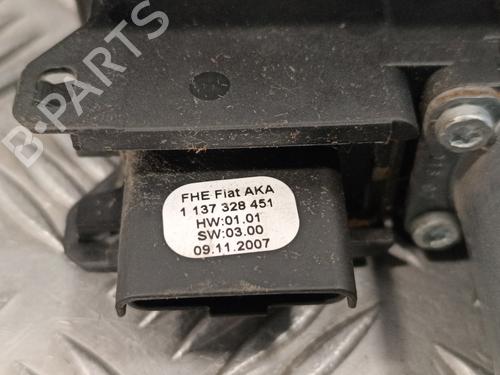 B-PARTS
FHE Fiat AKA
1 137 328 451
HW:01.01
SW:03.00
09.11.2007